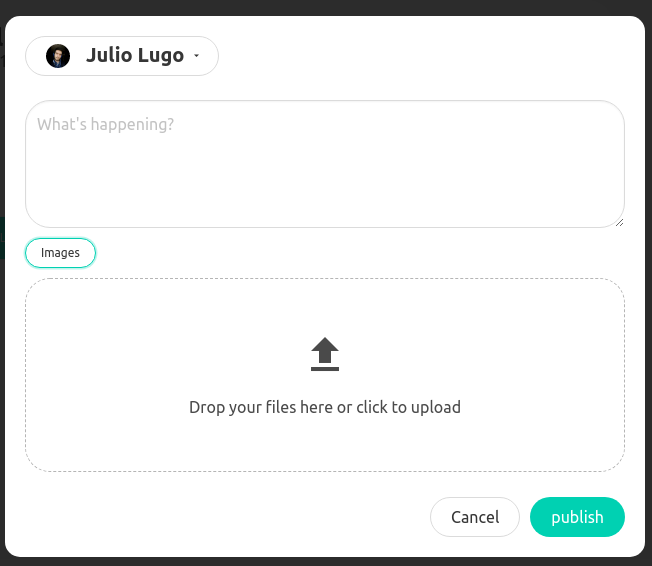 Julio Lugo
What's happening?
Images
Drop your files here or click to upload
Cancel publish